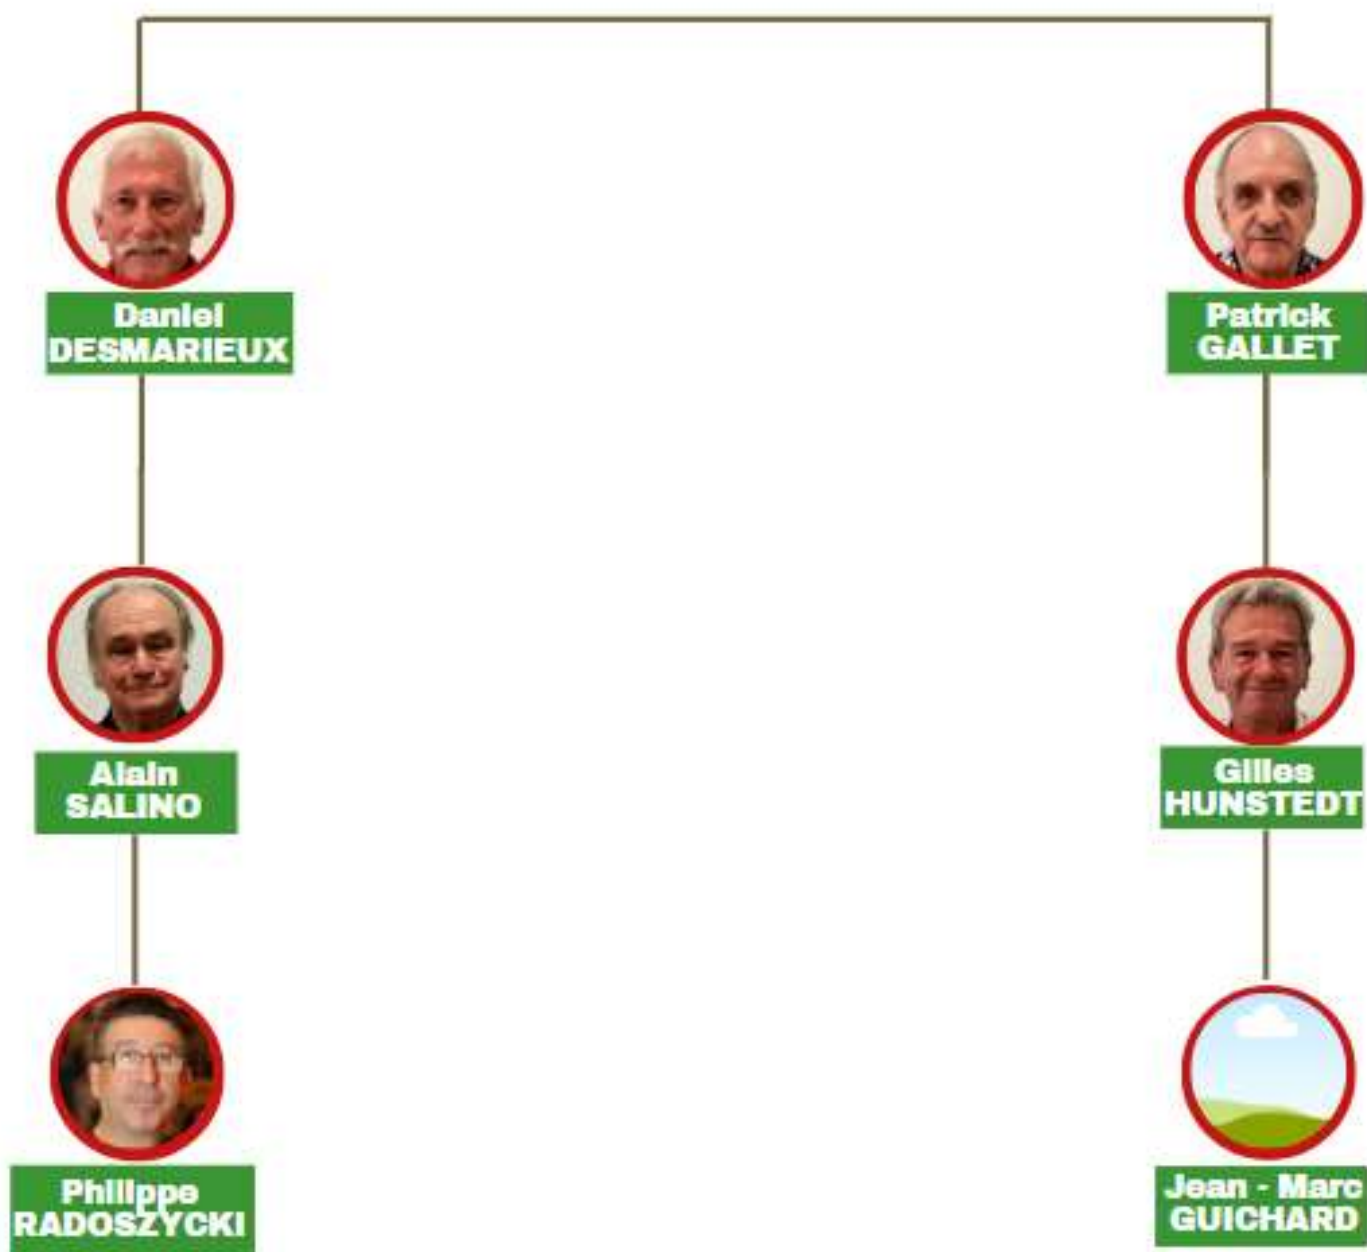 Daniel
DESMARIEUX
Patrick
GALLET
Alain
SALINO
Gilles
HUNSTEDT
Philippe
RADOSZYCKI
Jean - Marc
GUICHARD